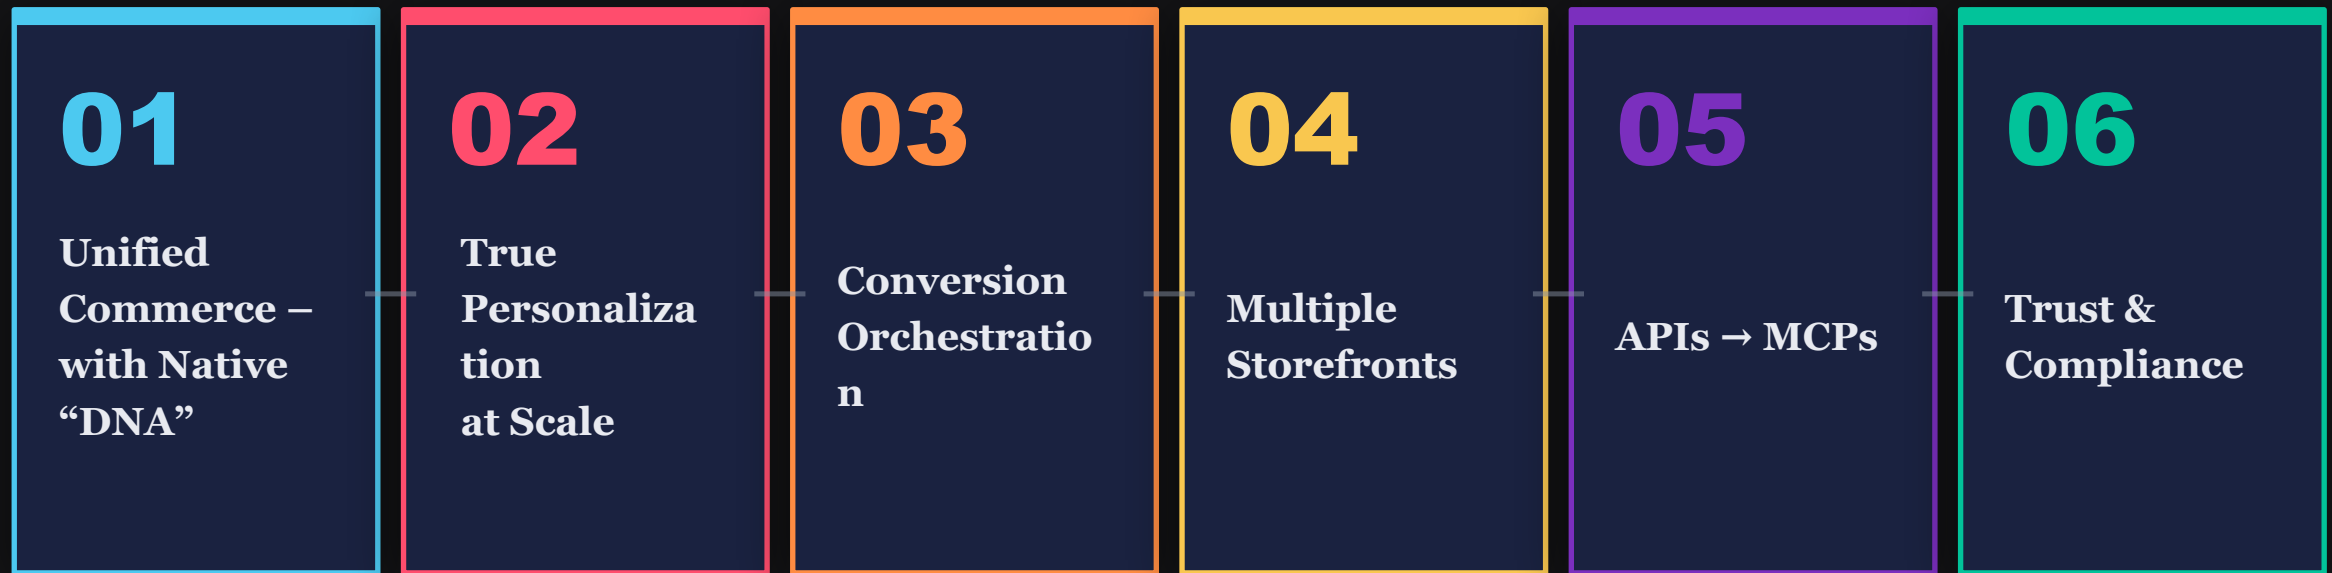 01
Unified
Commerce –
with Native
“DNA”
02
True
Personaliza
tion
at Scale
03
Conversion
Orchestratio
n
04
Multiple
Storefronts
05
APIs → MCPs
06
Trust &
Compliance